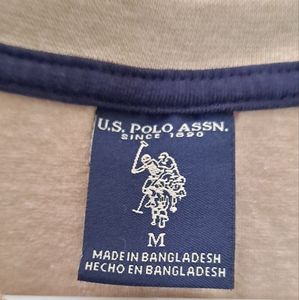 U.S. POLO ASSN.
SINCE 1890
M
MADE IN BANGLADESH
HECHO EN BANGLADESH